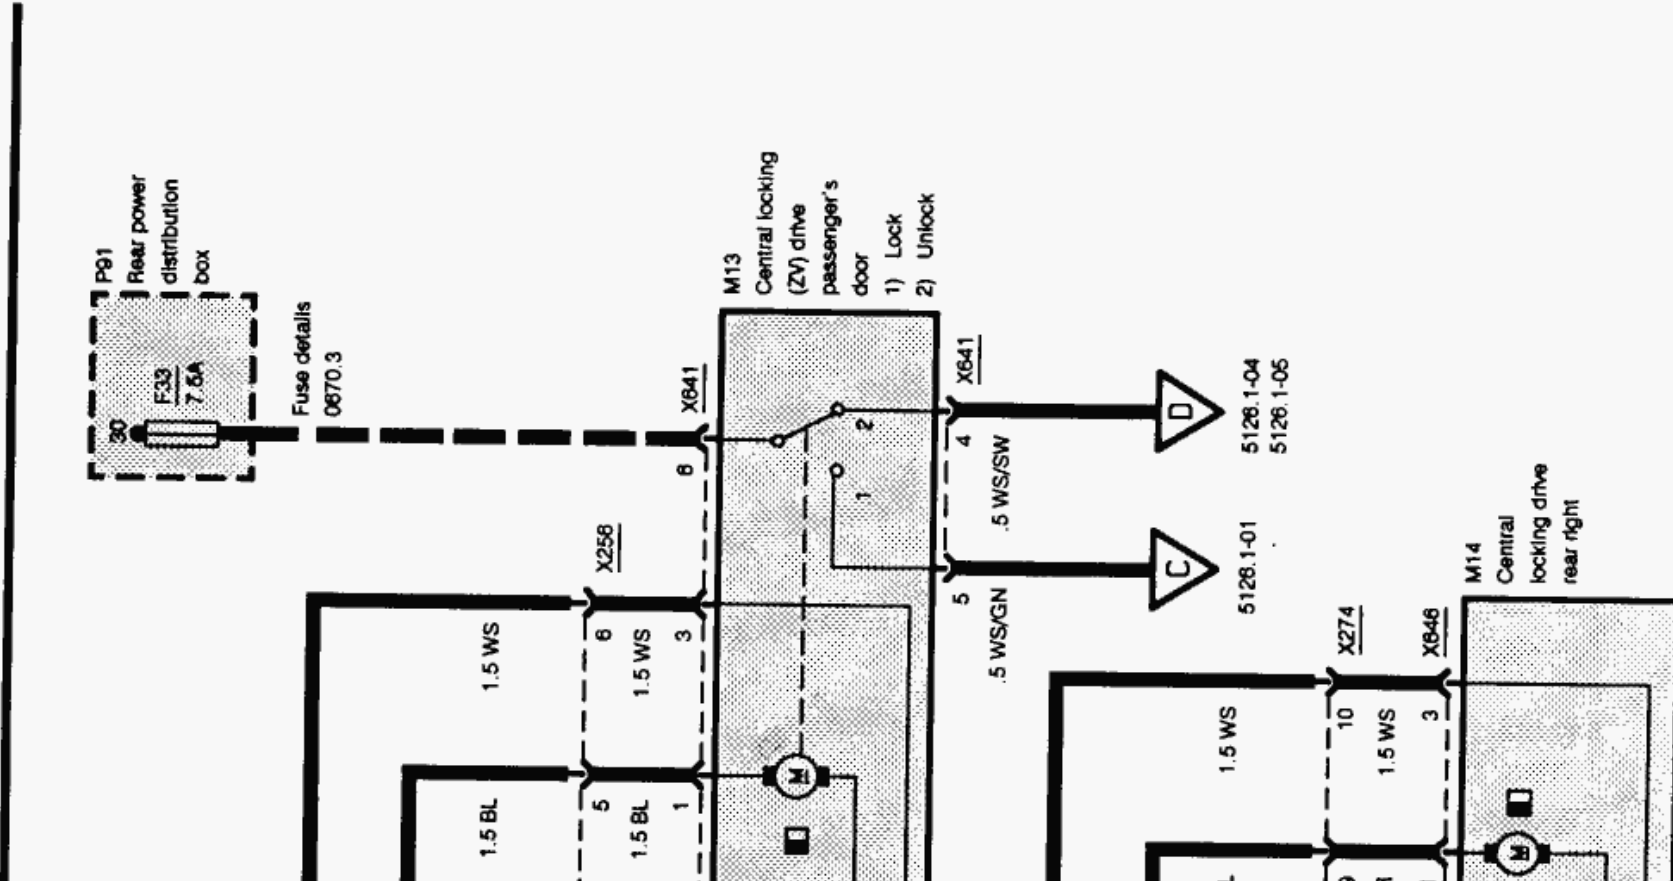 P91
Rear power
distribution
box
30
F33
7.5A
Fuse details
0670.3
X641
6
X258
6
1.5 WS
1.5 WS
3
5
1.5 BL
1.5 BL
1
M13
Central locking
(ZV) drive
passenger's
door
1) Lock
2) Unlock
2
1
M
X641
4
.5 WS/SW
D
5126.1-04
5126.1-05
5
.5 WS/GN
C
5126.1-01
M14
Central
locking drive
rear right
X274
X646
10
1.5 WS
1.5 WS
3
M